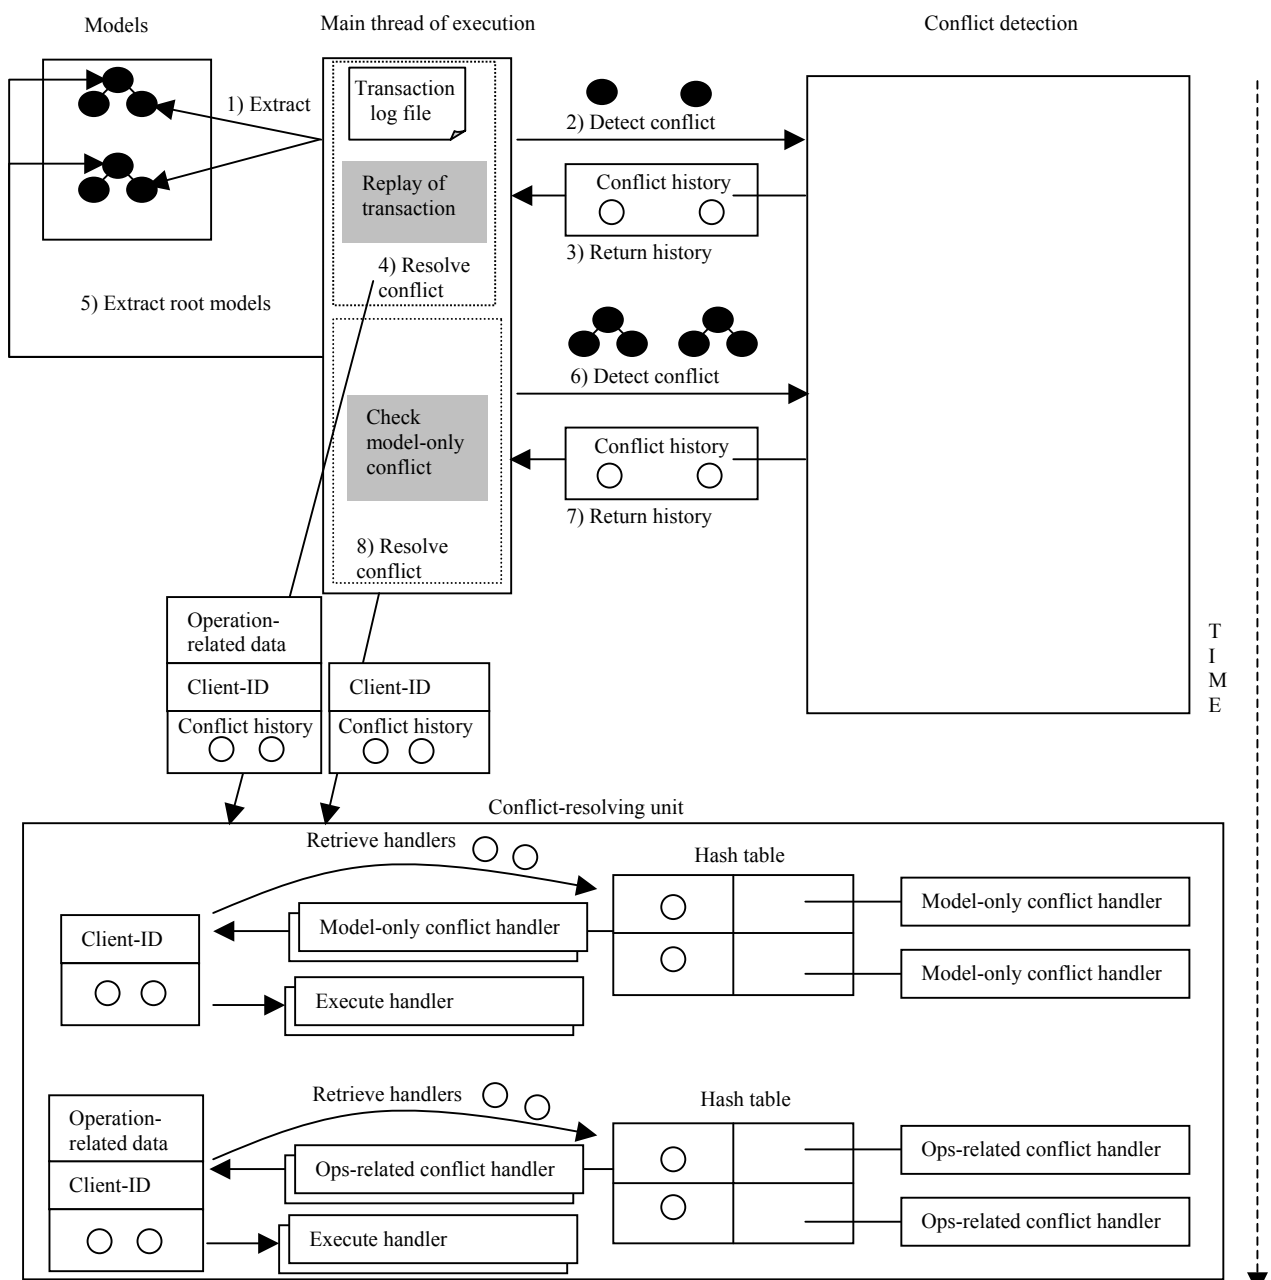 Models
Main thread of execution
Conflict detection
Transaction
log file
1) Extract
2) Detect conflict
Replay of
transaction
Conflict history
3) Return history
4) Resolve
conflict
5) Extract root models
6) Detect conflict
Check
model-only
conflict
Conflict history
7) Return history
8) Resolve
conflict
T
I
M
E
Operation-
related data
Client-ID
Conflict history
Client-ID
Conflict history
Conflict-resolving unit
Retrieve handlers
Hash table
Model-only conflict handler
Client-ID
Model-only conflict handler
Model-only conflict handler
Execute handler
Retrieve handlers
Hash table
Operation-
related data
Client-ID
Ops-related conflict handler
Ops-related conflict handler
Ops-related conflict handler
Execute handler